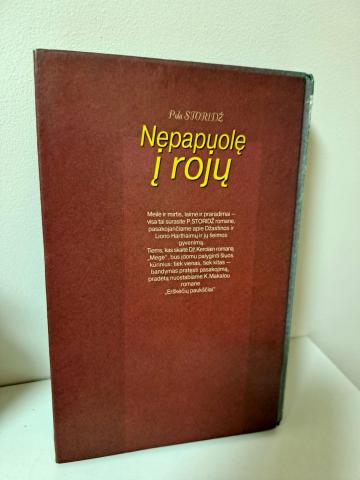 Pola STORIDŽ
Nepapuolę
į rojų
Meilė ir mirtis, laimė ir praradimai –
visa tai surasite P.STORIDŽ romane,
pasakojančiame apie Džastinos ir
Liono Harthaimų ir jų šeimos
gyvenimą.
Tiems, kas skaitė Dž.Kerolian romaną
„Megė", bus įdomu palyginti šiuos
kūrinius: tiek vienas, tiek kitas –
bandymas pratęsti pasakojimą,
pradėtą nuostabiame K.Makalou
romane
„Erškėčių paukščiai"